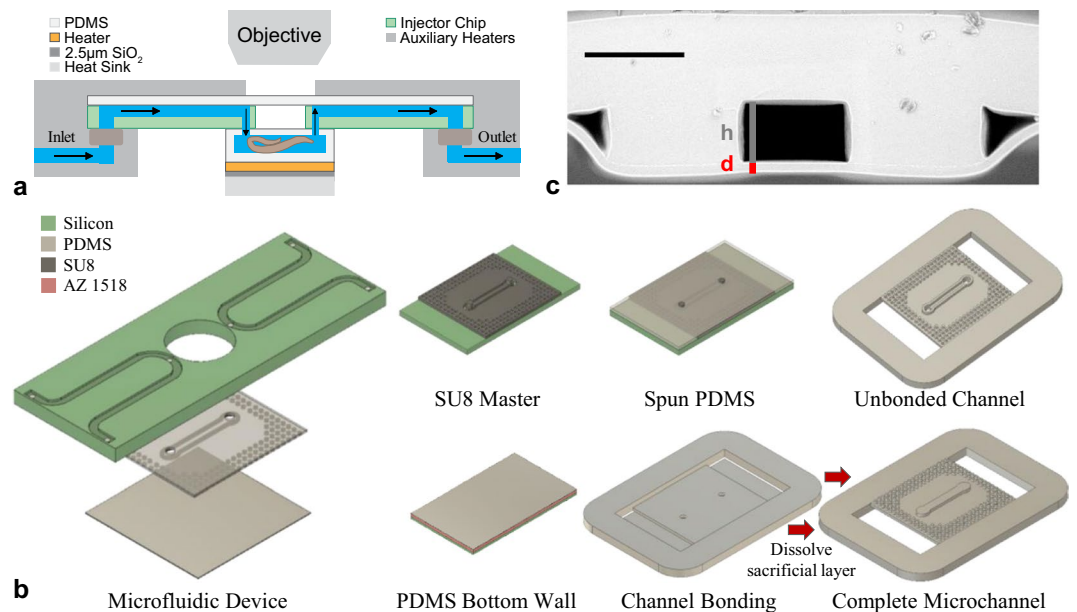 PDMS
Heater
2.5µm SiO₂
Heat Sink
Objective
Injector Chip
Auxiliary Heaters
Inlet
Outlet
a
h
d
c
Silicon
PDMS
SU8
AZ 1518
SU8 Master
Spun PDMS
Unbonded Channel
Dissolve
sacrificial layer
b
Microfluidic Device
PDMS Bottom Wall
Channel Bonding
Complete Microchannel